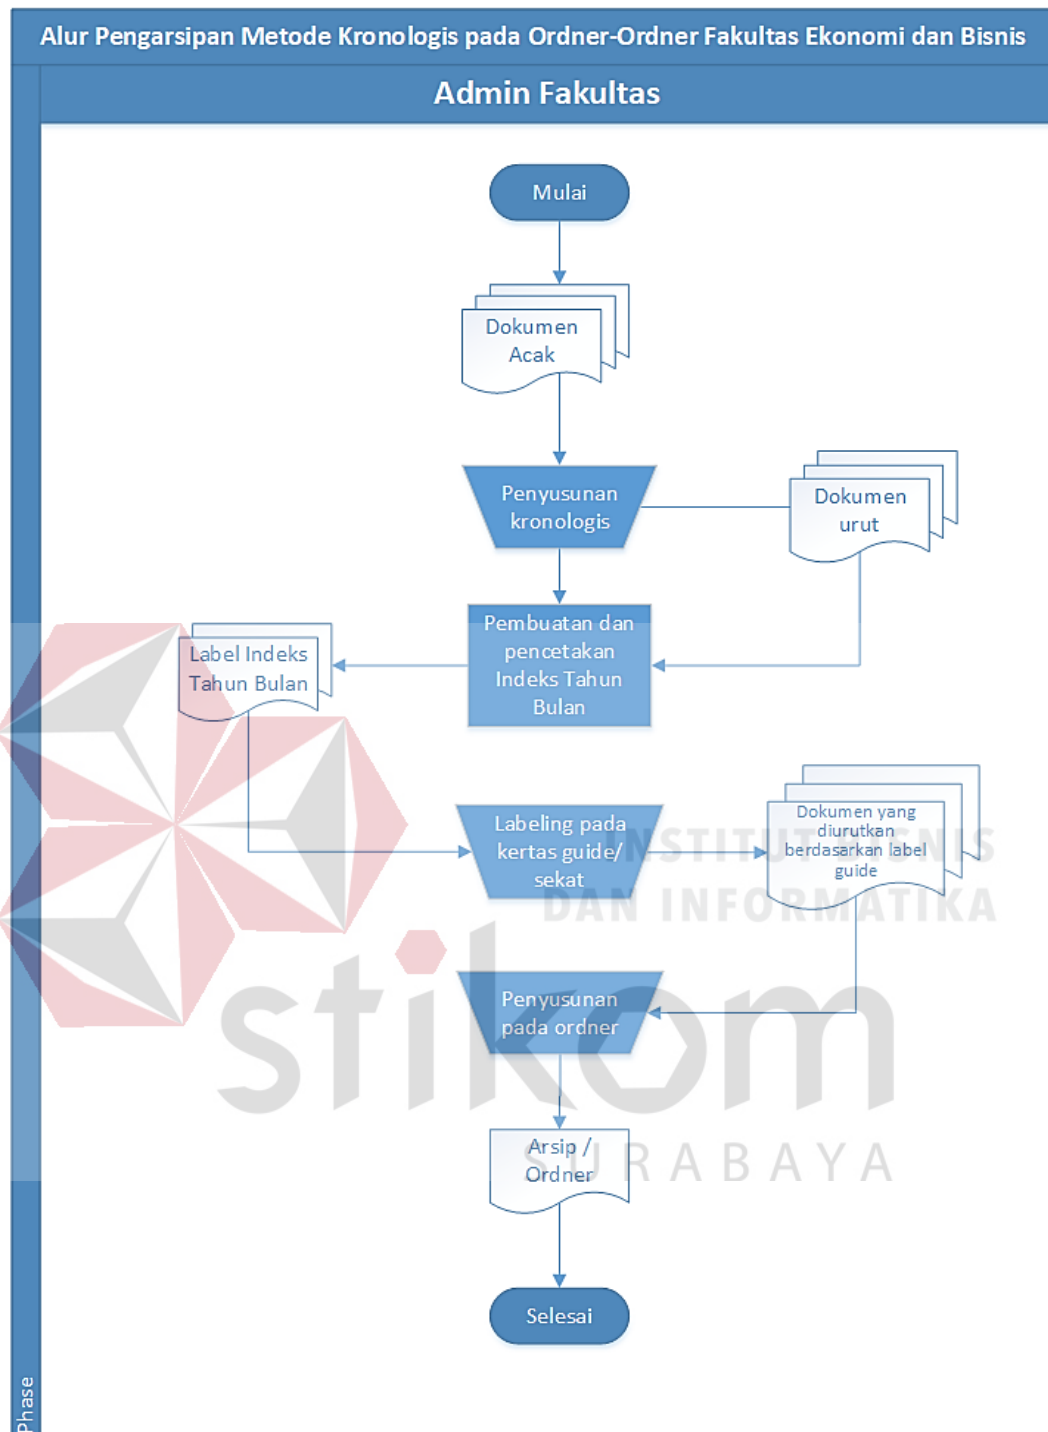 Alur Pengarsipan Metode Kronologis pada Ordner-Ordner Fakultas Ekonomi dan Bisnis
Admin Fakultas
Mulai
Dokumen
Acak
Penyusunan
kronologis
Dokumen
urut
Pembuatan dan
pencetakan
Indeks Tahun
Bulan
Label Indeks
Tahun Bulan
Labeling pada
kertas guide/
sekat
Dokumen yang
diurutkan
berdasarkan label
guide
INSTITUT BISNIS
DAN INFORMATIKA
stikom
SURABAYA
Penyusunan
pada ordner
Arsip /
Ordner
Selesai
Phase